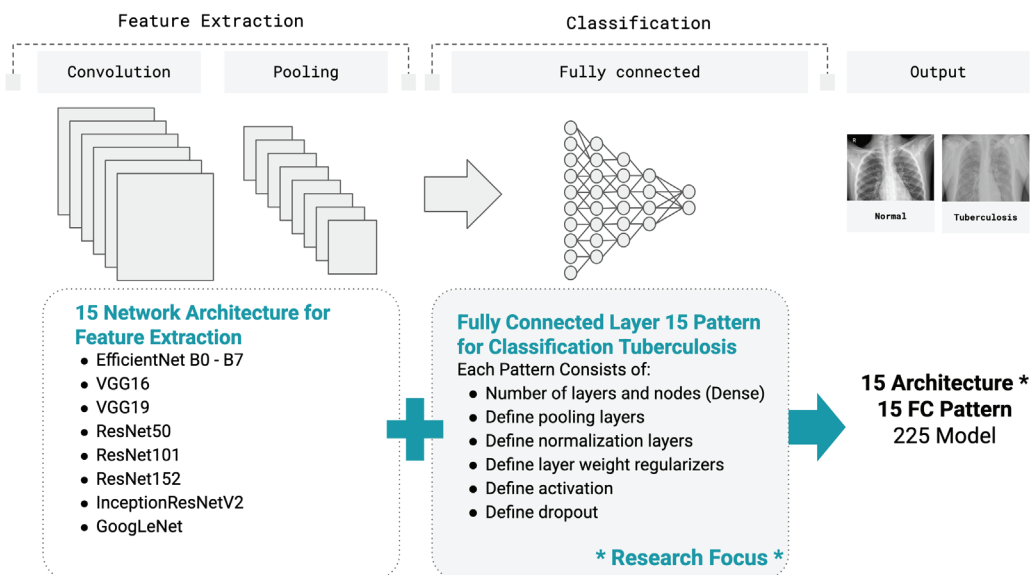 Feature Extraction
Classification
Convolution
Pooling
Fully connected
Output
R
Normal
Tuberculosis
15 Network Architecture for
Feature Extraction
● EfficientNet B0 - B7
● VGG16
● VGG19
● ResNet50
● ResNet101
● ResNet152
● InceptionResNetV2
● GoogLeNet
Fully Connected Layer 15 Pattern
for Classification Tuberculosis
Each Pattern Consists of:
● Number of layers and nodes (Dense)
● Define pooling layers
● Define normalization layers
● Define layer weight regularizers
● Define activation
● Define dropout
* Research Focus *
15 Architecture *
15 FC Pattern
225 Model